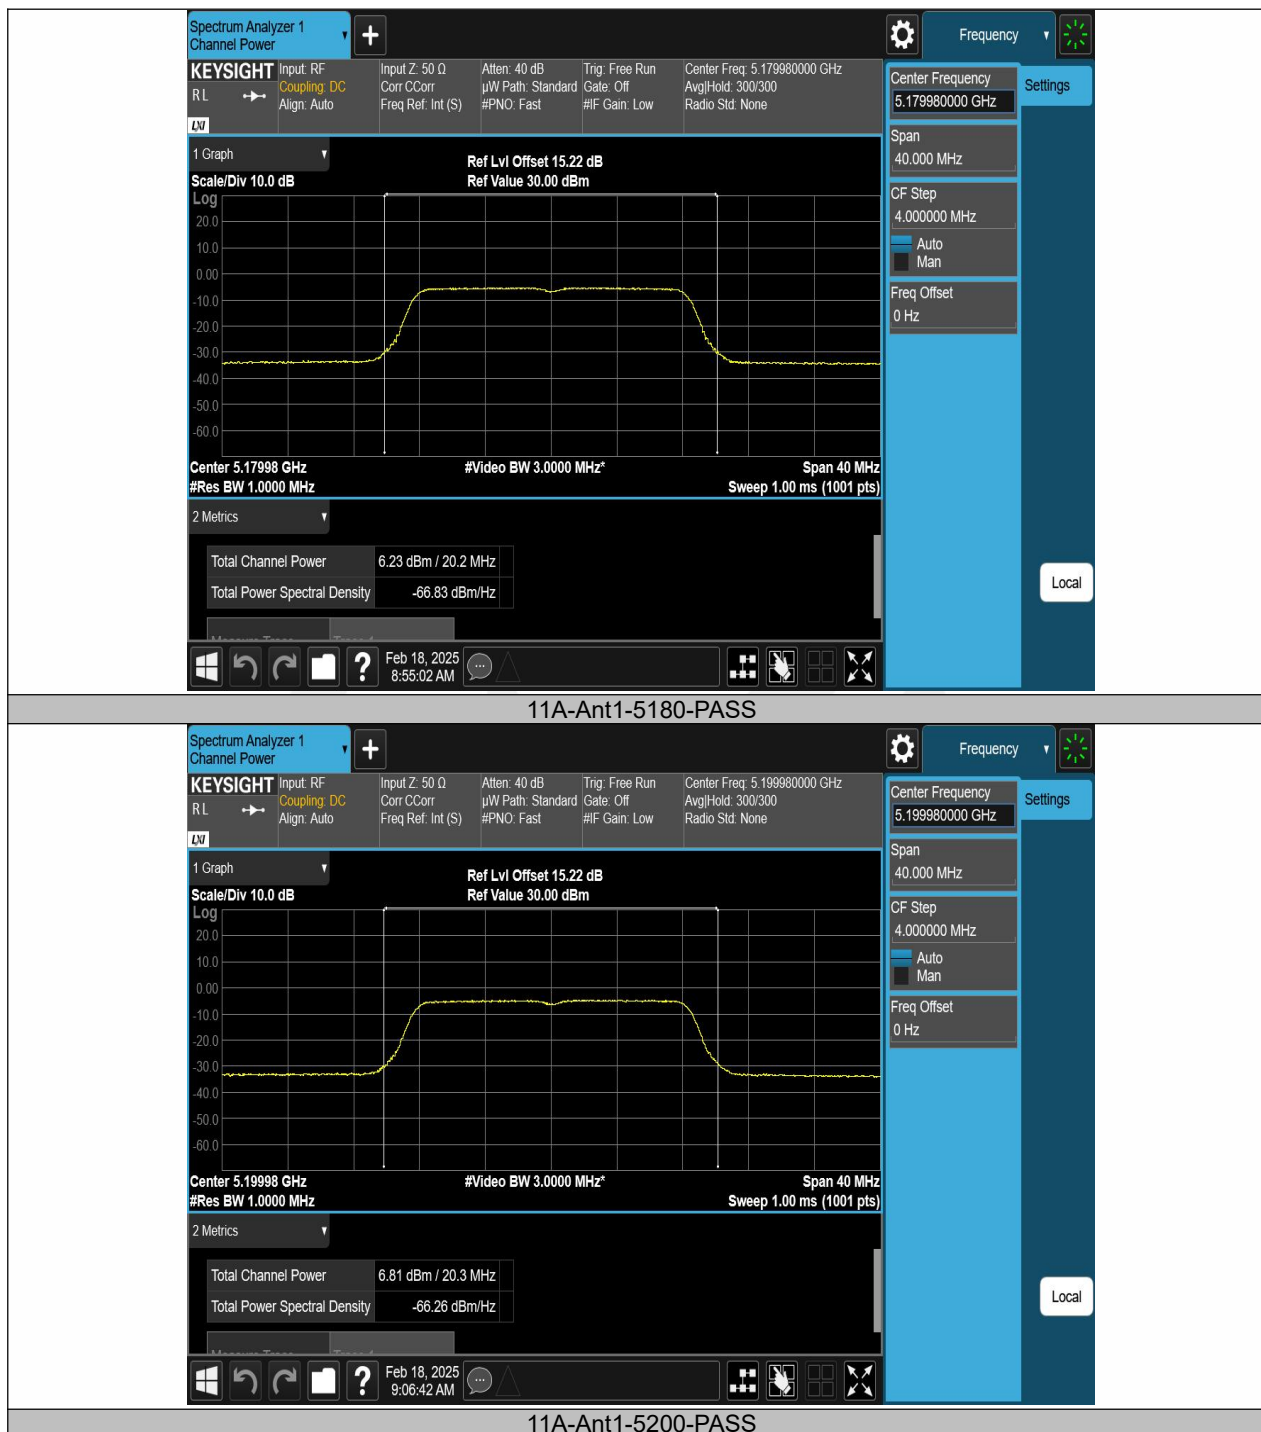 Spectrum Analyzer 1
Channel Power
+
Frequency
KEYSIGHT
R L
LXI
Input: RF
Coupling: DC
Align: Auto
Input Z: 50 Ω
Corr CCorr
Freq Ref: Int (S)
Atten: 40 dB
µW Path: Standard
#PNO: Fast
Trig: Free Run
Gate: Off
#IF Gain: Low
Center Freq: 5.179980000 GHz
Avg|Hold: 300/300
Radio Std: None
Center Frequency
5.179980000 GHz
Settings
Span
40.000 MHz
CF Step
4.000000 MHz
Auto
Man
Freq Offset
0 Hz
Local
1 Graph
Scale/Div 10.0 dB
Ref Lvl Offset 15.22 dB
Ref Value 30.00 dBm
Log
20.0
10.0
0.00
-10.0
-20.0
-30.0
-40.0
-50.0
-60.0
Center 5.17998 GHz
#Video BW 3.0000 MHz*
Span 40 MHz
#Res BW 1.0000 MHz
Sweep 1.00 ms (1001 pts)
2 Metrics
Total Channel Power 6.23 dBm / 20.2 MHz
Total Power Spectral Density -66.83 dBm/Hz
?
Feb 18, 2025
8:55:02 AM
11A-Ant1-5180-PASS
Spectrum Analyzer 1
Channel Power
+
Frequency
KEYSIGHT
R L
LXI
Input: RF
Coupling: DC
Align: Auto
Input Z: 50 Ω
Corr CCorr
Freq Ref: Int (S)
Atten: 40 dB
µW Path: Standard
#PNO: Fast
Trig: Free Run
Gate: Off
#IF Gain: Low
Center Freq: 5.199980000 GHz
Avg|Hold: 300/300
Radio Std: None
Center Frequency
5.199980000 GHz
Settings
Span
40.000 MHz
CF Step
4.000000 MHz
Auto
Man
Freq Offset
0 Hz
Local
1 Graph
Scale/Div 10.0 dB
Ref Lvl Offset 15.22 dB
Ref Value 30.00 dBm
Log
20.0
10.0
0.00
-10.0
-20.0
-30.0
-40.0
-50.0
-60.0
Center 5.19998 GHz
#Video BW 3.0000 MHz*
Span 40 MHz
#Res BW 1.0000 MHz
Sweep 1.00 ms (1001 pts)
2 Metrics
Total Channel Power 6.81 dBm / 20.3 MHz
Total Power Spectral Density -66.26 dBm/Hz
?
Feb 18, 2025
9:06:42 AM
11A-Ant1-5200-PASS